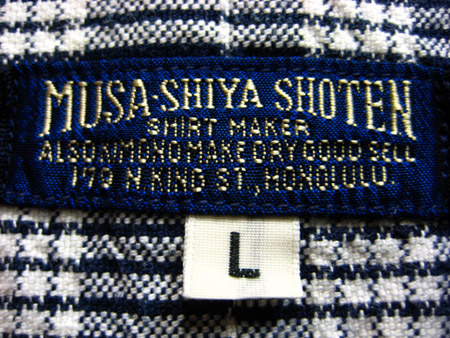 MUSA-SHIYA SHOTEN
SHIRT MAKER
ALSO KIMONO MAKE DRY GOOD SELL
179 N. KING ST., HONOLULU.
L